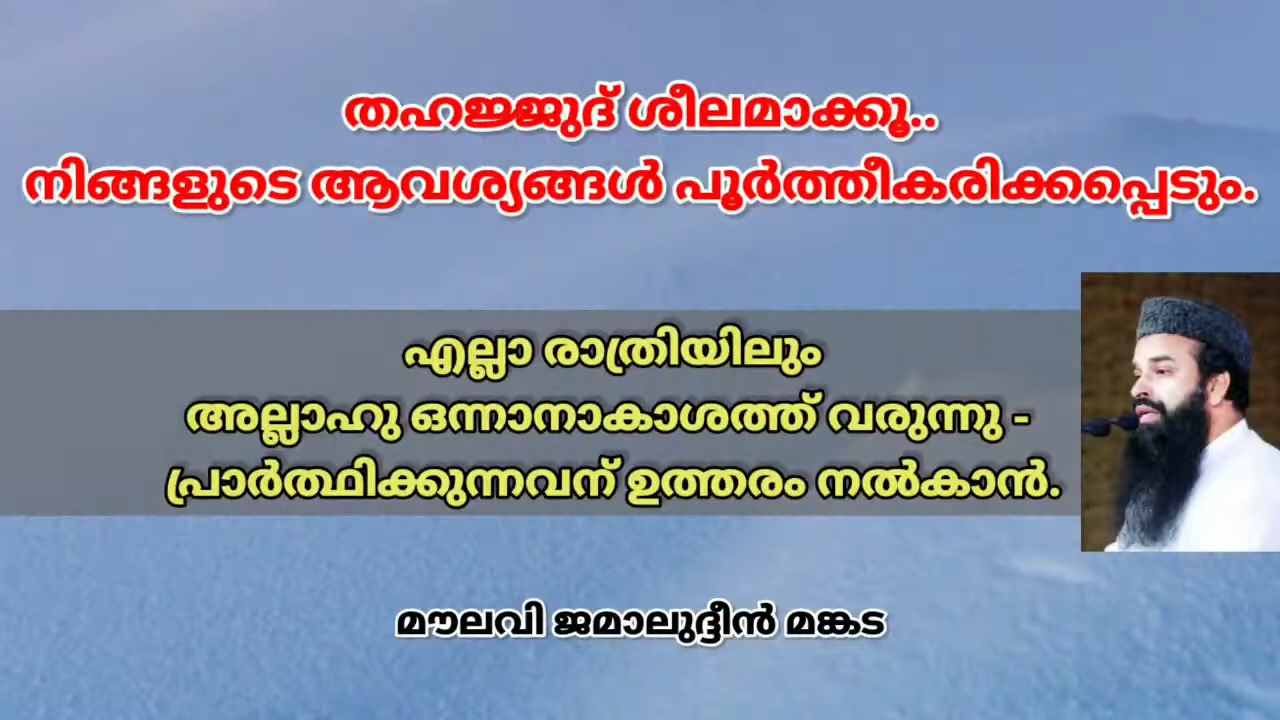 തഹജ്ജുദ് ശീലമാക്കൂ..
നിങ്ങളുടെ ആവശ്യങ്ങൾ പൂർത്തീകരിക്കപ്പെടും.
എല്ലാ രാത്രിയിലും
അല്ലാഹു ഒന്നാനാകാശത്ത് വരുന്നു -
പ്രാർത്ഥിക്കുന്നവന് ഉത്തരം നൽകാൻ.
മൗലവി ജമാലുദ്ദീൻ മങ്കട